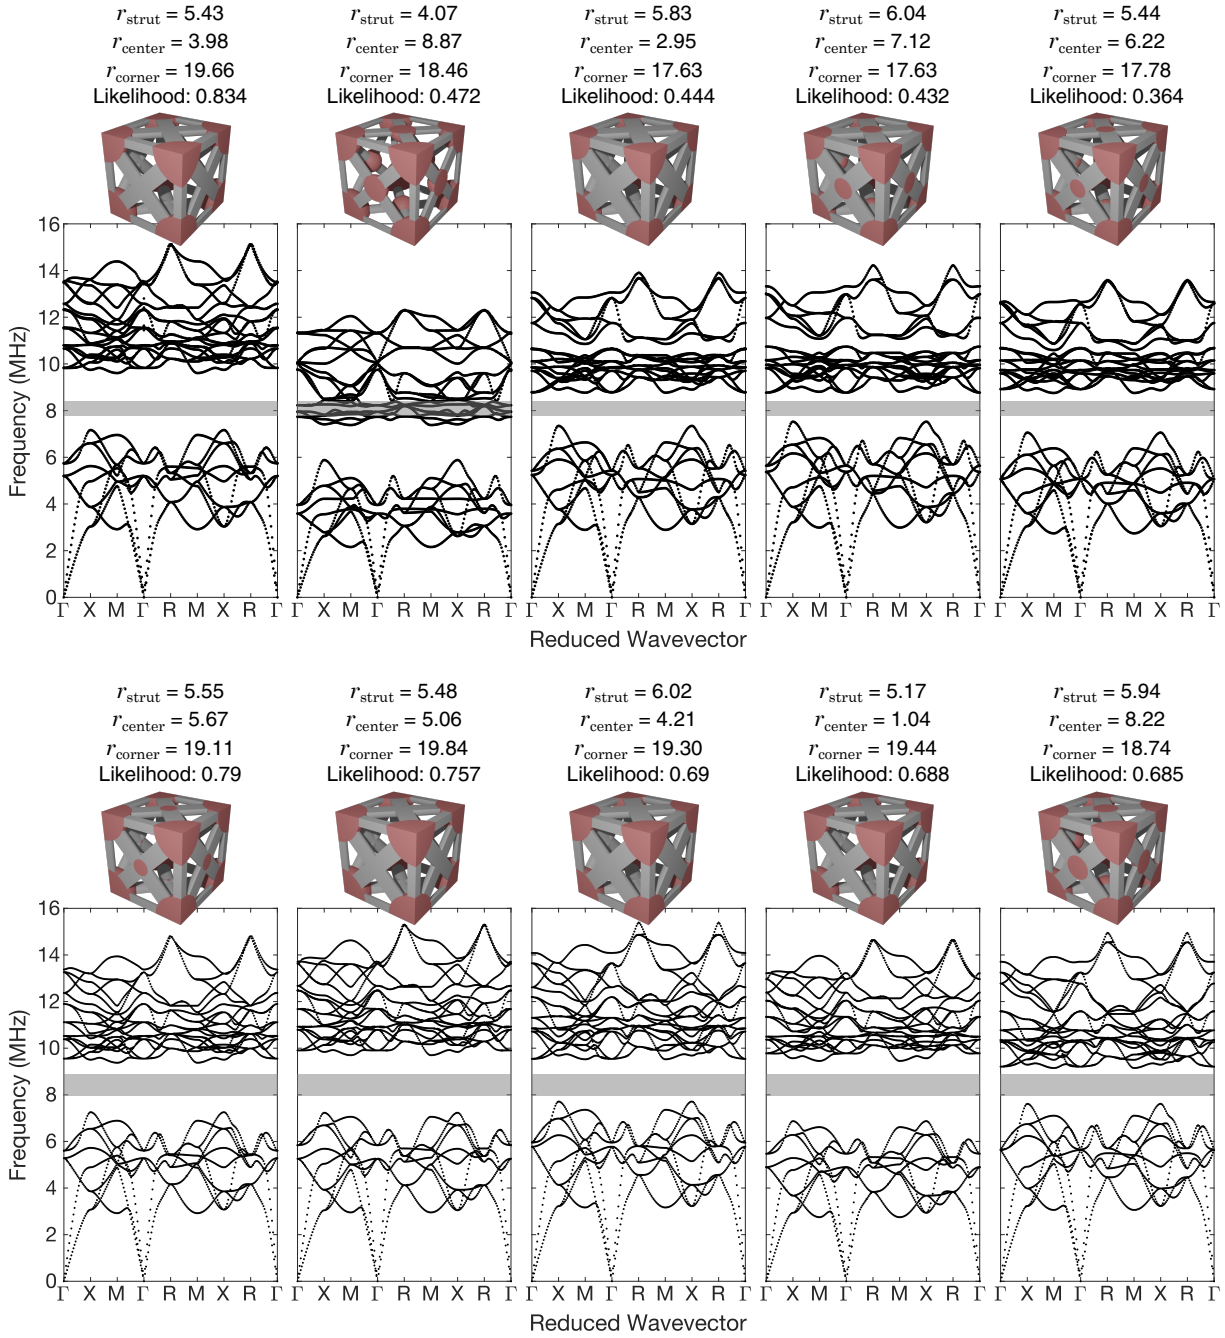 r_strut = 5.43 r_strut = 4.07 r_strut = 5.83 r_strut = 6.04 r_strut = 5.44
r_center = 3.98 r_center = 8.87 r_center = 2.95 r_center = 7.12 r_center = 6.22
r_corner = 19.66 r_corner = 18.46 r_corner = 17.63 r_corner = 17.63 r_corner = 17.78
Likelihood: 0.834 Likelihood: 0.472 Likelihood: 0.444 Likelihood: 0.432 Likelihood: 0.364
16
14
12
10
8
6
4
2
0
Frequency (MHz)
Γ X M Γ R M X R Γ Γ X M Γ R M X R Γ Γ X M Γ R M X R Γ Γ X M Γ R M X R Γ Γ X M Γ R M X R Γ
Reduced Wavevector
r_strut = 5.55 r_strut = 5.48 r_strut = 6.02 r_strut = 5.17 r_strut = 5.94
r_center = 5.67 r_center = 5.06 r_center = 4.21 r_center = 1.04 r_center = 8.22
r_corner = 19.11 r_corner = 19.84 r_corner = 19.30 r_corner = 19.44 r_corner = 18.74
Likelihood: 0.79 Likelihood: 0.757 Likelihood: 0.69 Likelihood: 0.688 Likelihood: 0.685
16
14
12
10
8
6
4
2
0
Frequency (MHz)
Γ X M Γ R M X R Γ Γ X M Γ R M X R Γ Γ X M Γ R M X R Γ Γ X M Γ R M X R Γ Γ X M Γ R M X R Γ
Reduced Wavevector